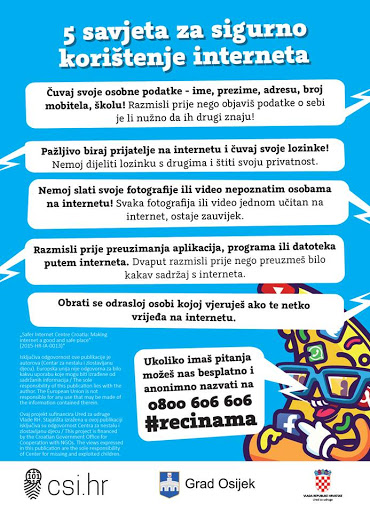 5 savjeta za sigurno
korištenje interneta
Čuvaj svoje osobne podatke - ime, prezime, adresu, broj
mobitela, školu! Razmisli prije nego objaviš podatke o sebi
je li nužno da ih drugi znaju!
Pažljivo biraj prijatelje na internetu i čuvaj svoje lozinke!
Nemoj dijeliti lozinku s drugima i štiti svoju privatnost.
Nemoj slati svoje fotografije ili video nepoznatim osobama
na internetu! Svaka fotografija ili video jednom učitan na
internet, ostaje zauvijek.
Razmisli prije preuzimanja aplikacija, programa ili datoteka
putem interneta. Dvaput razmisli prije nego preuzmeš bilo
kakav sadržaj s interneta.
Obrati se odrasloj osobi kojoj vjeruješ ako te netko
vrijeđa na internetu.
„Safer Internet Centre Croatia: Making
internet a good and safe place"
Isključiva odgovornost ove publikacije je
autorova (Centar za nestalu i zlostavljanu
djecu). Europska unija nije odgovorna za bilo
kakvu uporabu koje mogu biti izrađene od
sadržanih informacija./ The sole
responsibility of this publication lies with the
author. The European Union is not
responsible for any use that may be made of
the information contained therein.
Ovaj projekt sufinancira Ured za udruge
Vlade RH. Stajališta izražena u ovoj publikaciji
isključiva su odgovornost Centra za nestalu i
zlostavljanu djecu./ This project is financed
by the Croatian Government Office for
Cooperation with NGOs. The views expressed
in this publication are the sole responsibility
of Center for missing and exploited children.
Ukoliko imaš pitanja
možeš nas besplatno i
anonimno nazvati na
0800 606 606
#recinama
csi.hr
Grad Osijek
VLADA REPUBLIKE HRVATSKE
Ured za udruge